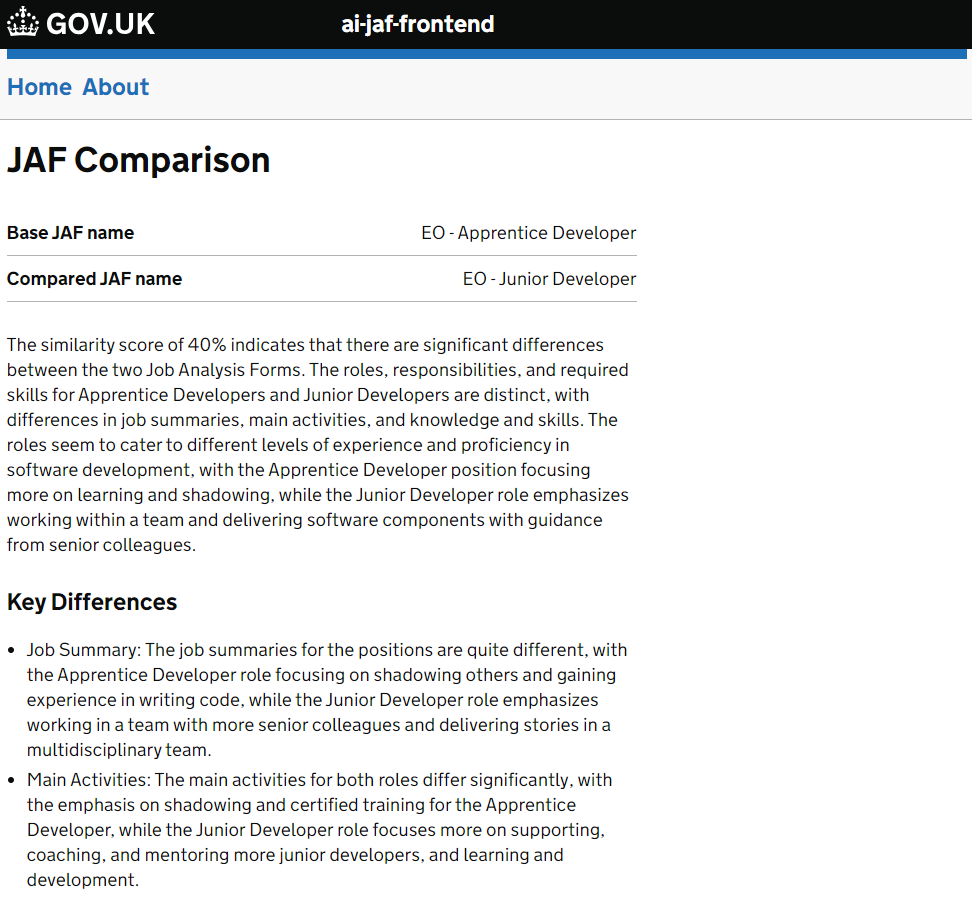 GOV.UK ai-jaf-frontend
Home About
JAF Comparison
Base JAF name EO - Apprentice Developer
Compared JAF name EO - Junior Developer
The similarity score of 40% indicates that there are significant differences
between the two Job Analysis Forms. The roles, responsibilities, and required
skills for Apprentice Developers and Junior Developers are distinct, with
differences in job summaries, main activities, and knowledge and skills. The
roles seem to cater to different levels of experience and proficiency in
software development, with the Apprentice Developer position focusing
more on learning and shadowing, while the Junior Developer role emphasizes
working within a team and delivering software components with guidance
from senior colleagues.
Key Differences
• Job Summary: The job summaries for the positions are quite different, with
the Apprentice Developer role focusing on shadowing others and gaining
experience in writing code, while the Junior Developer role emphasizes
working in a team with more senior colleagues and delivering stories in a
multidisciplinary team.
• Main Activities: The main activities for both roles differ significantly, with
the emphasis on shadowing and certified training for the Apprentice
Developer, while the Junior Developer role focuses more on supporting,
coaching, and mentoring more junior developers, and learning and
development.